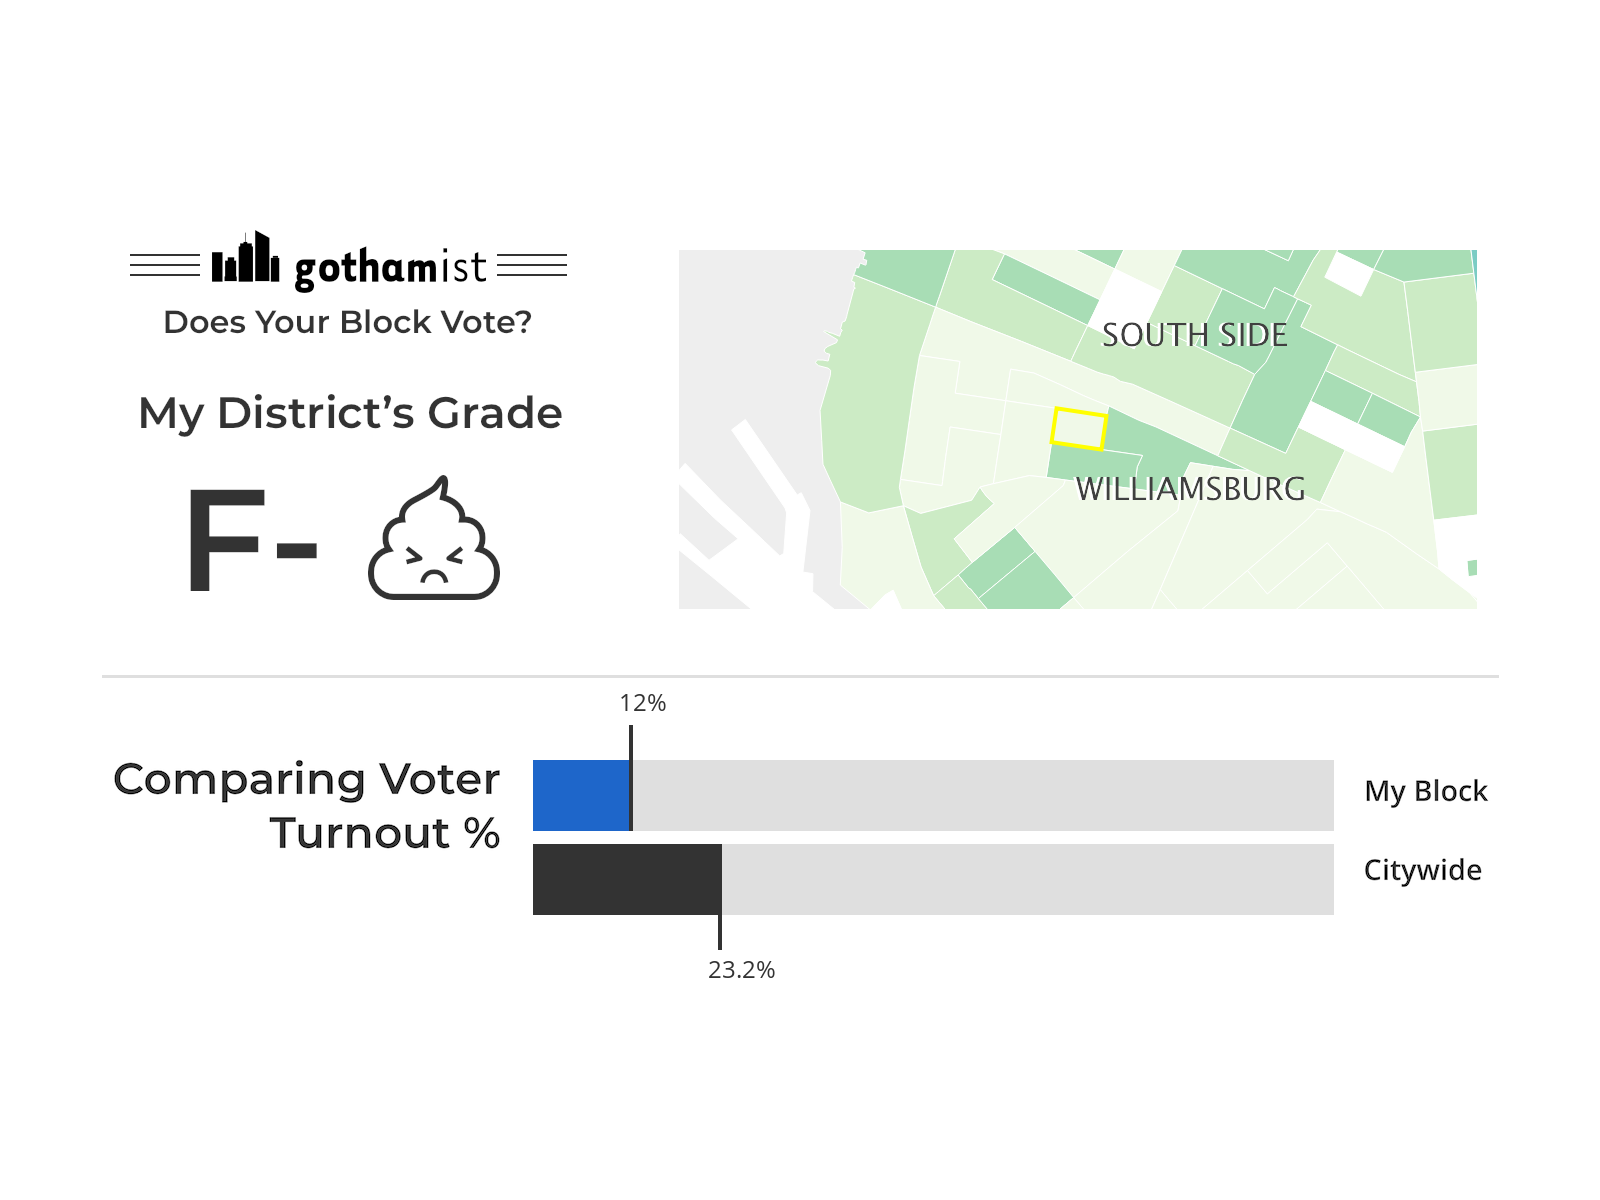 gothamist
Does Your Block Vote?
My District’s Grade
F-
SOUTH SIDE
WILLIAMSBURG
12%
Comparing Voter
Turnout %
My Block
Citywide
23.2%